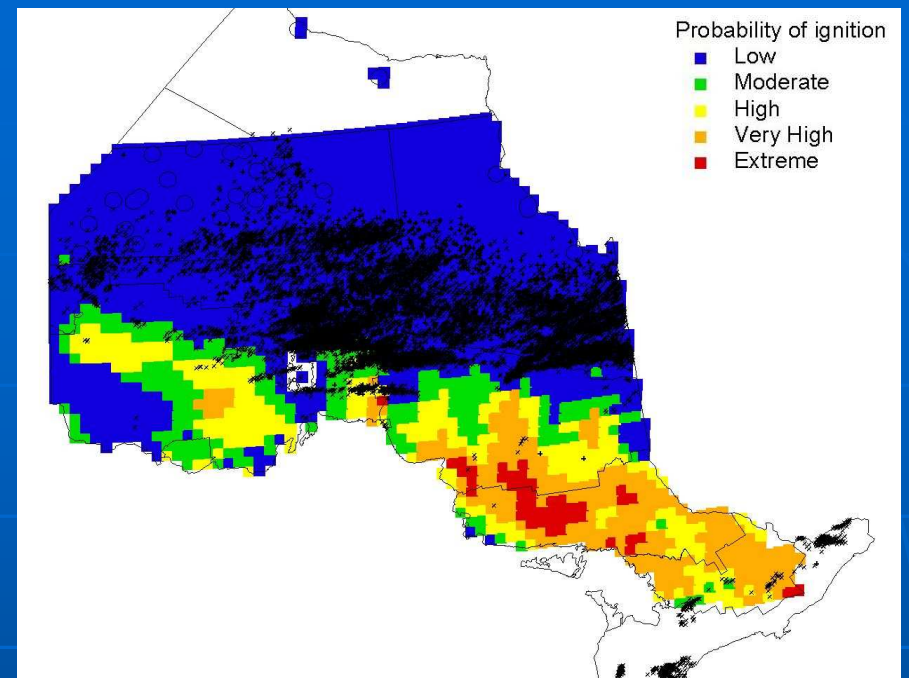 Probability of ignition
Low
Moderate
High
Very High
Extreme